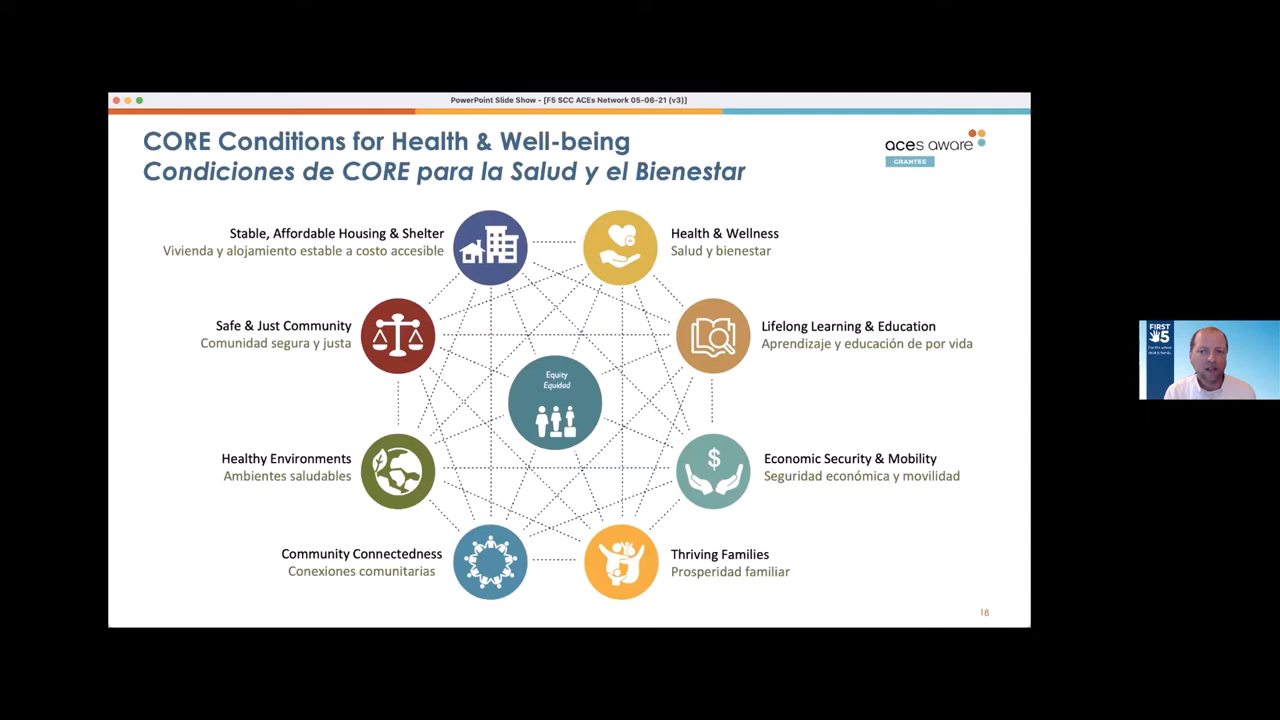 PowerPoint Slide Show - [F5 SCC ACEs Network 05-06-21 (v3)]
CORE Conditions for Health & Well-being
Condiciones de CORE para la Salud y el Bienestar
aces aware
GRANTEE
Stable, Affordable Housing & Shelter
Vivienda y alojamiento estable a costo accesible
Health & Wellness
Salud y bienestar
Safe & Just Community
Comunidad segura y justa
Lifelong Learning & Education
Aprendizaje y educación de por vida
Equity
Equidad
Healthy Environments
Ambientes saludables
Economic Security & Mobility
Seguridad económica y movilidad
Community Connectedness
Conexiones comunitarias
Thriving Families
Prosperidad familiar
18
FIRST
5